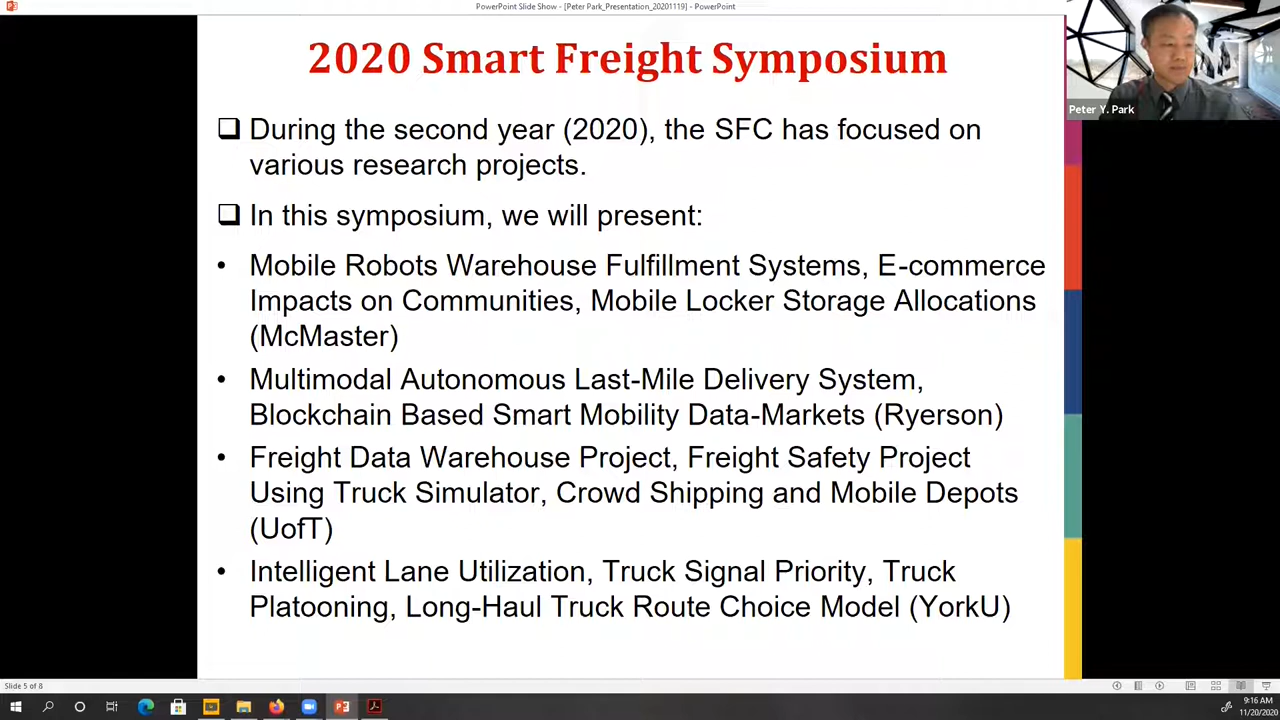 PowerPoint Slide Show - [Peter Park_Presentation_20201119] - PowerPoint
2020 Smart Freight Symposium
Peter Y. Park
❑ During the second year (2020), the SFC has focused on
various research projects.
❑ In this symposium, we will present:
• Mobile Robots Warehouse Fulfillment Systems, E-commerce
Impacts on Communities, Mobile Locker Storage Allocations
(McMaster)
• Multimodal Autonomous Last-Mile Delivery System,
Blockchain Based Smart Mobility Data-Markets (Ryerson)
• Freight Data Warehouse Project, Freight Safety Project
Using Truck Simulator, Crowd Shipping and Mobile Depots
(UofT)
• Intelligent Lane Utilization, Truck Signal Priority, Truck
Platooning, Long-Haul Truck Route Choice Model (YorkU)
Slide 5 of 8
9:16 AM
11/20/2020